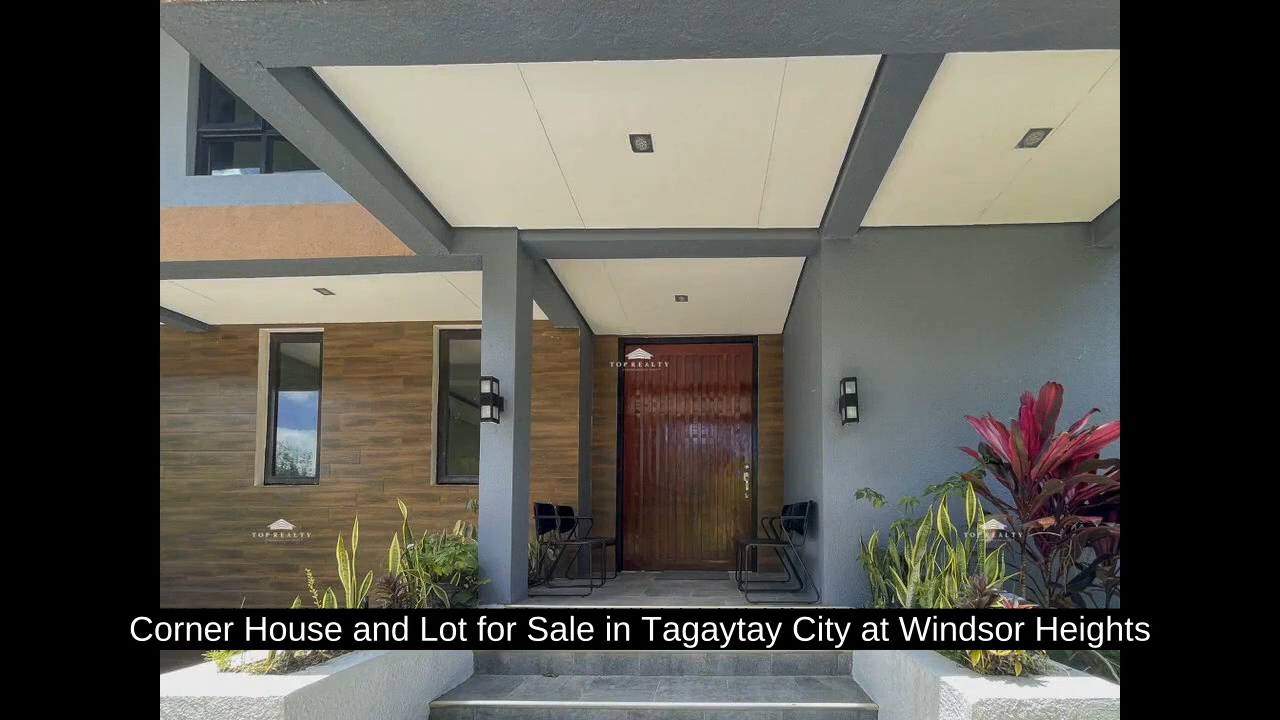 TOP REALTY
TOP REALTY
TOP REALTY
Corner House and Lot for Sale in Tagaytay City at Windsor Heights